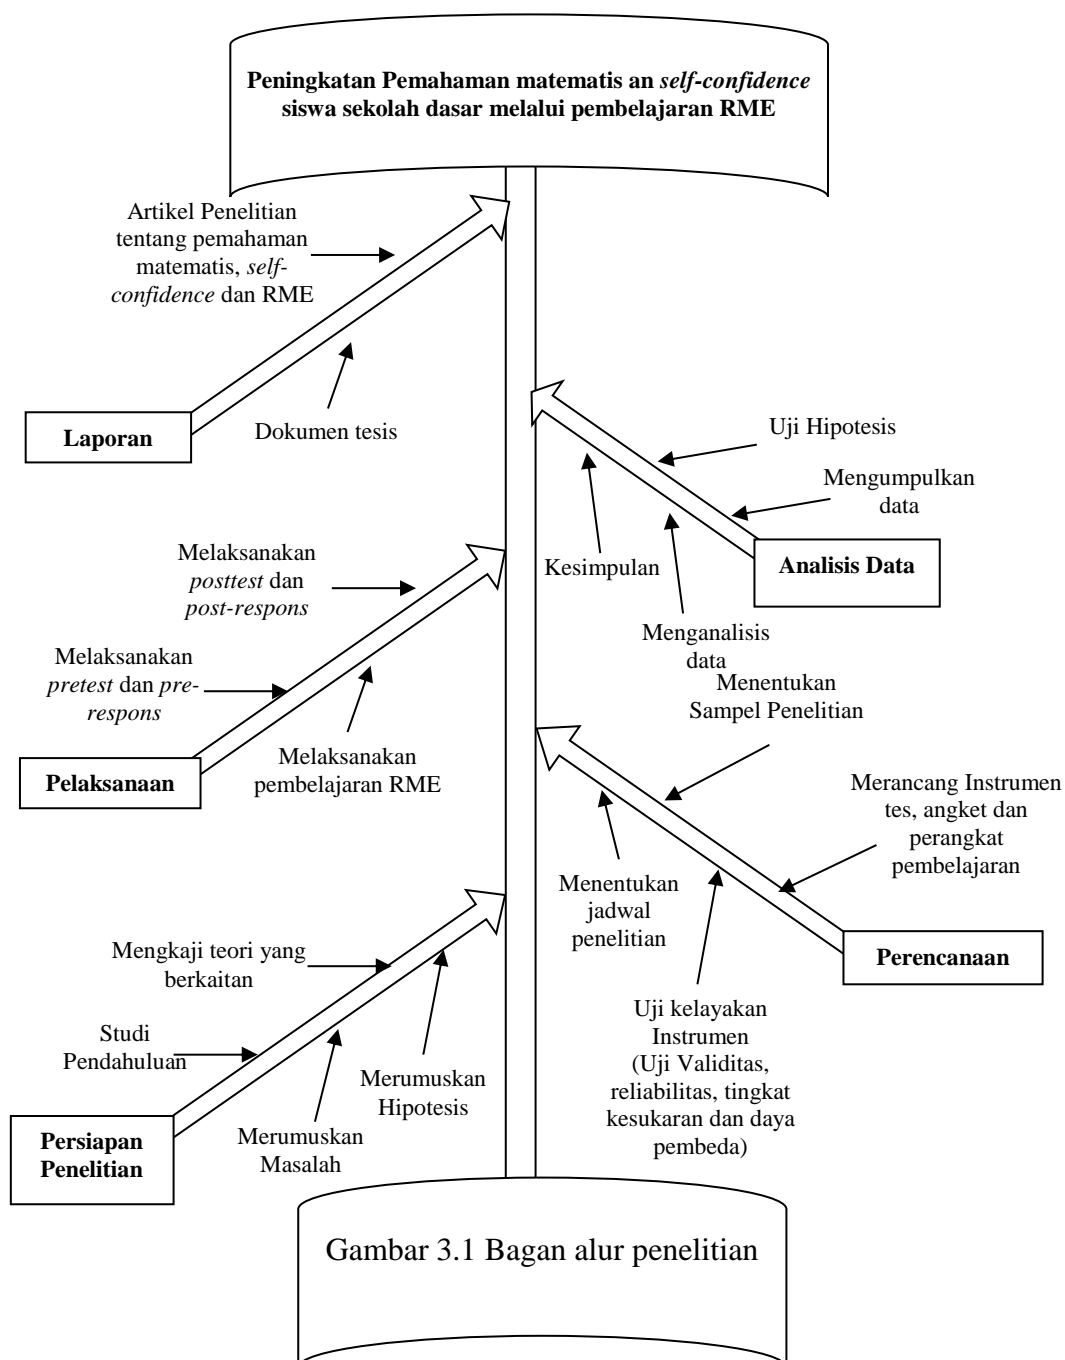 Peningkatan Pemahaman matematis an self-confidence
siswa sekolah dasar melalui pembelajaran RME
Artikel Penelitian
tentang pemahaman
matematis, self-
confidence dan RME
Laporan
Dokumen tesis
Uji Hipotesis
Mengumpulkan
data
Kesimpulan
Analisis Data
Menganalisis
data
Melaksanakan
posttest dan
post-respons
Melaksanakan
pretest dan pre-
respons
Pelaksanaan
Melaksanakan
pembelajaran RME
Menentukan
Sampel Penelitian
Merancang Instrumen
tes, angket dan
perangkat
pembelajaran
Menentukan
jadwal
penelitian
Perencanaan
Uji kelayakan
Instrumen
(Uji Validitas,
reliabilitas, tingkat
kesukaran dan daya
pembeda)
Mengkaji teori yang
berkaitan
Studi
Pendahuluan
Merumuskan
Hipotesis
Merumuskan
Masalah
Persiapan
Penelitian
Gambar 3.1 Bagan alur penelitian